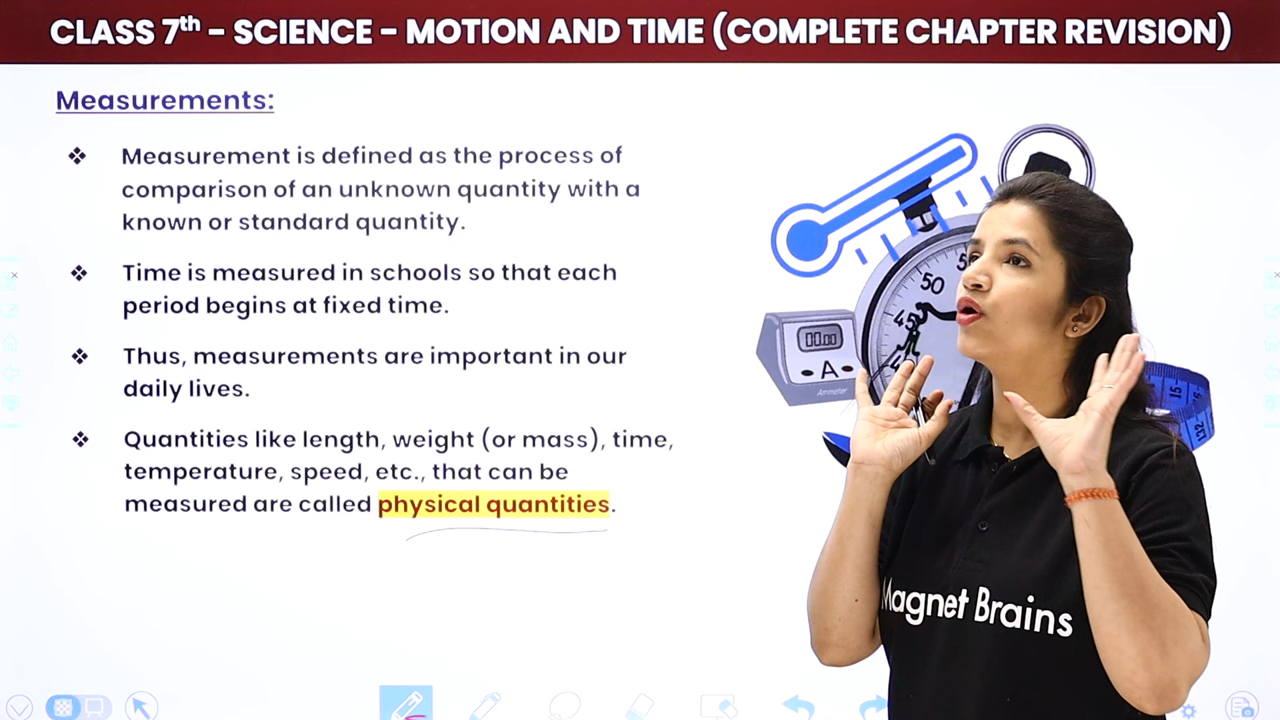 CLASS 7th – SCIENCE – MOTION AND TIME (COMPLETE CHAPTER REVISION)
Measurements:
❖ Measurement is defined as the process of
comparison of an unknown quantity with a
known or standard quantity.
❖ Time is measured in schools so that each
period begins at fixed time.
❖ Thus, measurements are important in our
daily lives.
❖ Quantities like length, weight (or mass), time,
temperature, speed, etc., that can be
measured are called physical quantities.
50
45
00.00
A
15
Magnet Brains